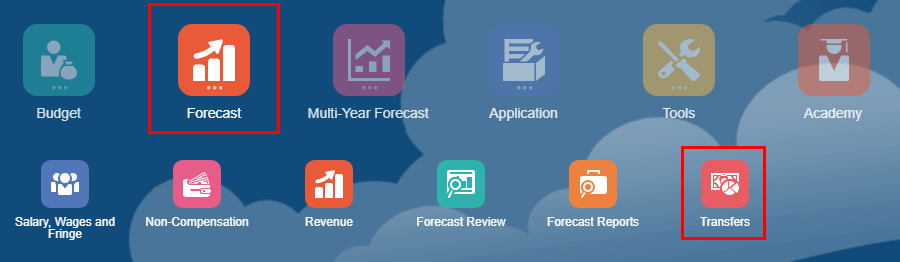 Budget
Forecast
Multi-Year Forecast
Application
Tools
Academy
Salary, Wages and
Fringe
Non-Compensation
Revenue
Forecast Review
Forecast Reports
Transfers